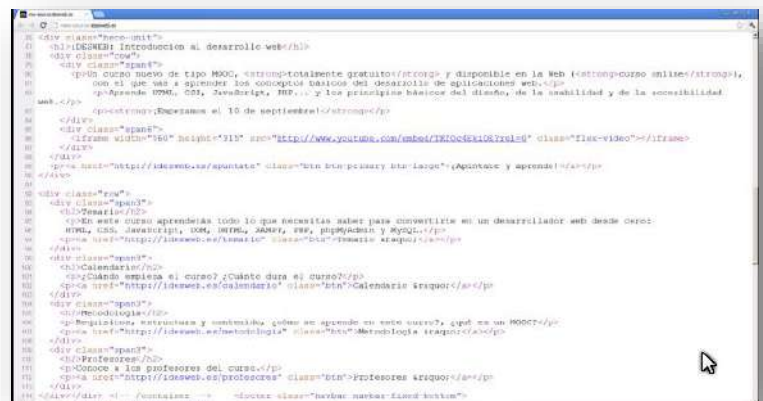 <div class="hero-unit">
<h1>¡IDESWEB: Introducción al desarrollo web</h1>
<div class="row">
<div class="span4">
<p>Un curso nuevo de tipo MOOC, <strong>totalmente gratuito</strong> y disponible en la Web (<strong>curso online</strong>),
con el que vas a aprender los conceptos básicos del desarrollo de aplicaciones web.</p>
<p>Aprende HTML, CSS, JavaScript, PHP... y los principios básicos del diseño, de la usabilidad y de la accesibilidad
web.</p>
<p><strong>¡Empezamos el 10 de septiembre!</strong></p>
</div>
<div class="span6">
<iframe width="560" height="315" class="flex-video"></iframe>
</div>
</div>
<p><a href="http://idesweb.es/apuntate" class="btn btn-primary btn-large">¡Apúntate y aprende!</a></p>
</div>
<div class="row">
<div class="span3">
<h2>Temario</h2>
<p>En este curso aprenderás todo lo que necesitas saber para convertirte en un desarrollador web desde cero:
HTML, CSS, JavaScript, DOM, DHTML, XAMPP, PHP, phpMyAdmin y MySQL.</p>
<p><a href="http://idesweb.es/temario" class="btn">Temario &raquo;</a></p>
</div>
<div class="span3">
<h2>Calendario</h2>
<p>¿Cuándo empieza el curso? ¿Cuánto dura el curso?</p>
<p><a href="http://idesweb.es/calendario" class="btn">Calendario &raquo;</a></p>
</div>
<div class="span3">
<h2>Metodología</h2>
<p>Requisitos, estructura y contenido, ¿cómo se aprende en este curso?, ¿qué es un MOOC?</p>
<p><a href="http://idesweb.es/metodologia" class="btn">Metodología &raquo;</a></p>
</div>
<div class="span3">
<h2>Profesores</h2>
<p>Conoce a los profesores del curso.</p>
<p><a href="http://idesweb.es/profesores" class="btn">Profesores &raquo;</a></p>
</div>
</div></div> <!-- /container --> <footer class="navbar navbar-fixed-bottom">